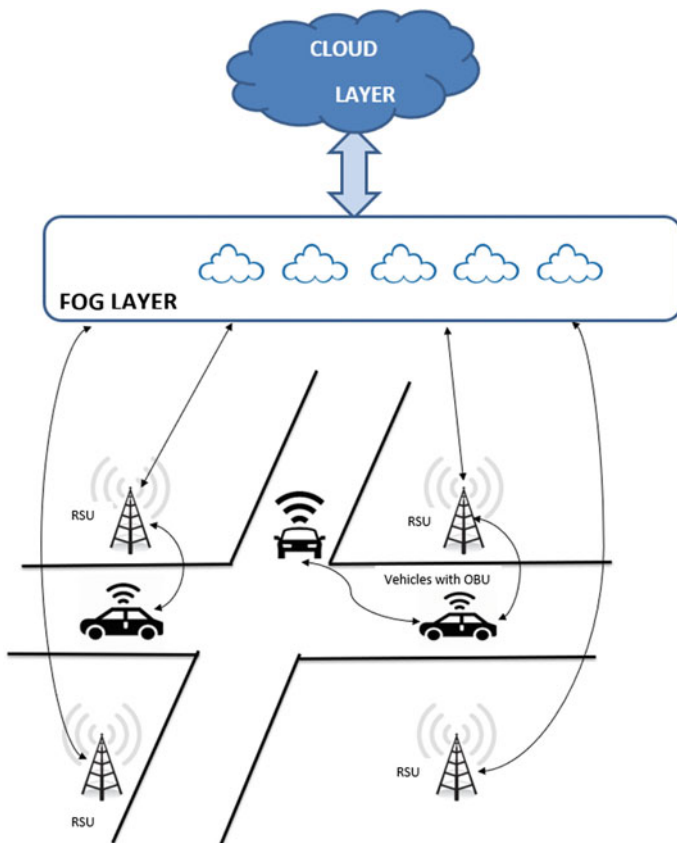 CLOUD
LAYER
FOG LAYER
RSU
RSU
Vehicles with OBU
RSU
RSU